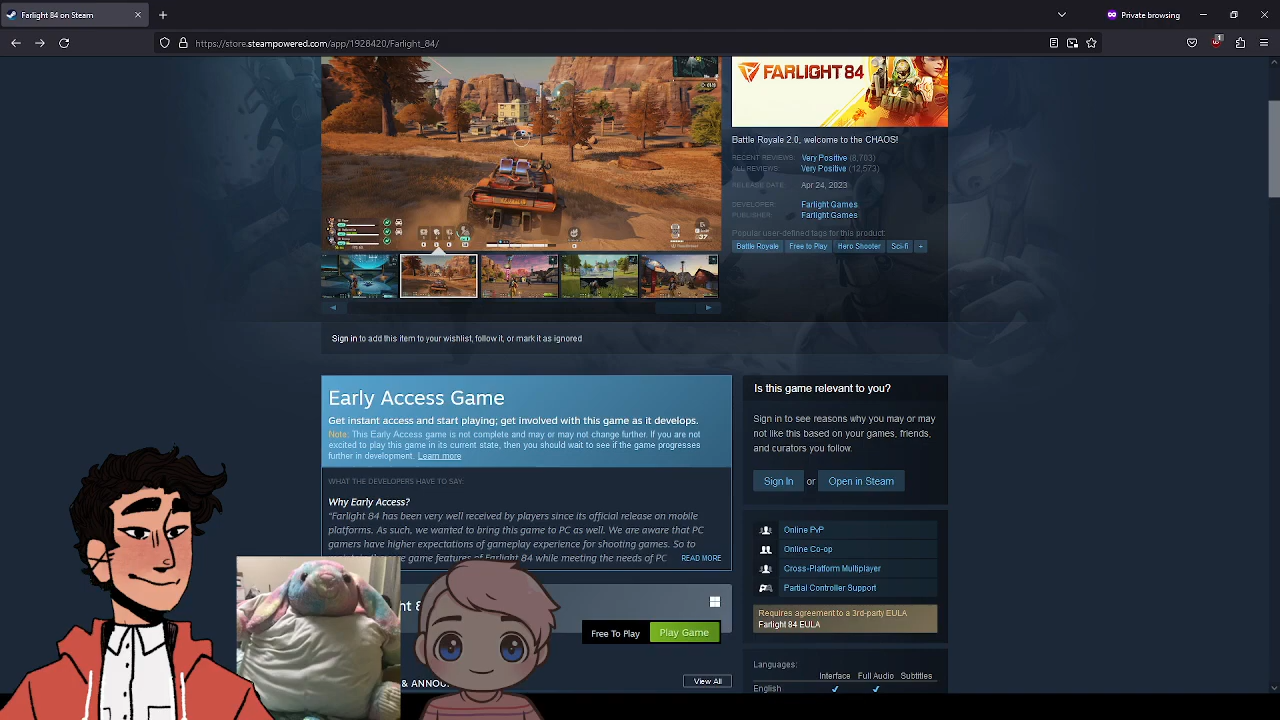 Farlight 84 on Steam
Private browsing
https://store.steampowered.com/app/1928420/Farlight_84/
FARLIGHT 84
Battle Royale 2.0, welcome to the CHAOS!
RECENT REVIEWS: Very Positive (8,763)
ALL REVIEWS: Very Positive (12,573)
RELEASE DATE: Apr 24, 2023
DEVELOPER: Farlight Games
PUBLISHER: Farlight Games
Popular user-defined tags for this product:
Battle Royale Free to Play Hero Shooter Sci-fi +
Sign in to add this item to your wishlist, follow it, or mark it as ignored
Early Access Game
Get instant access and start playing; get involved with this game as it develops.
Note: This Early Access game is not complete and may or may not change further. If you are not
excited to play this game in its current state, then you should wait to see if the game progresses
further in development. Learn more
WHAT THE DEVELOPERS HAVE TO SAY:
Why Early Access?
“Farlight 84 has been very well received by players since its official release on mobile
platforms. As such, we wanted to bring this game to PC as well. We are aware that PC
gamers have higher expectations of gameplay experience for shooting games. So to
game features of Farlight 84 while meeting the needs of PC READ MORE
Free To Play Play Game
& ANNOU
View All
Is this game relevant to you?
Sign in to see reasons why you may or may
not like this based on your games, friends,
and curators you follow.
Sign In or Open in Steam
Online PvP
Online Co-op
Cross-Platform Multiplayer
Partial Controller Support
Requires agreement to a 3rd-party EULA
Farlight 84 EULA
Languages:
Interface Full Audio Subtitles
English ✔ ✔